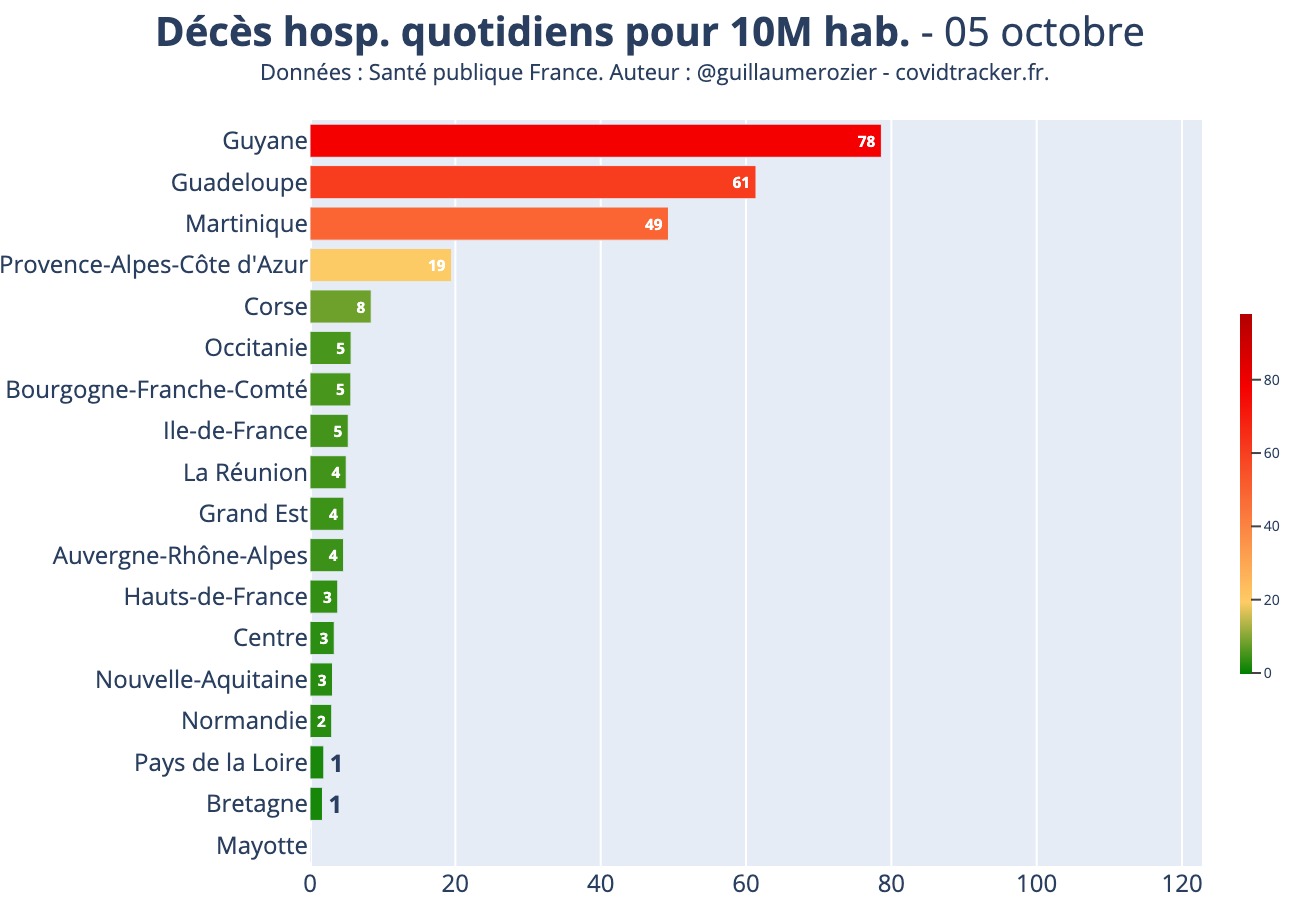 Décès hosp. quotidiens pour 10M hab. - 05 octobre
Données : Santé publique France. Auteur : @guillaumerozier - covidtracker.fr.
Guyane 78
Guadeloupe 61
Martinique 49
Provence-Alpes-Côte d'Azur 19
Corse 8
Occitanie 5
Bourgogne-Franche-Comté 5
Ile-de-France 5
La Réunion 4
Grand Est 4
Auvergne-Rhône-Alpes 4
Hauts-de-France 3
Centre 3
Nouvelle-Aquitaine 3
Normandie 2
Pays de la Loire 1
Bretagne 1
Mayotte
0 20 40 60 80 100 120
80
60
40
20
0